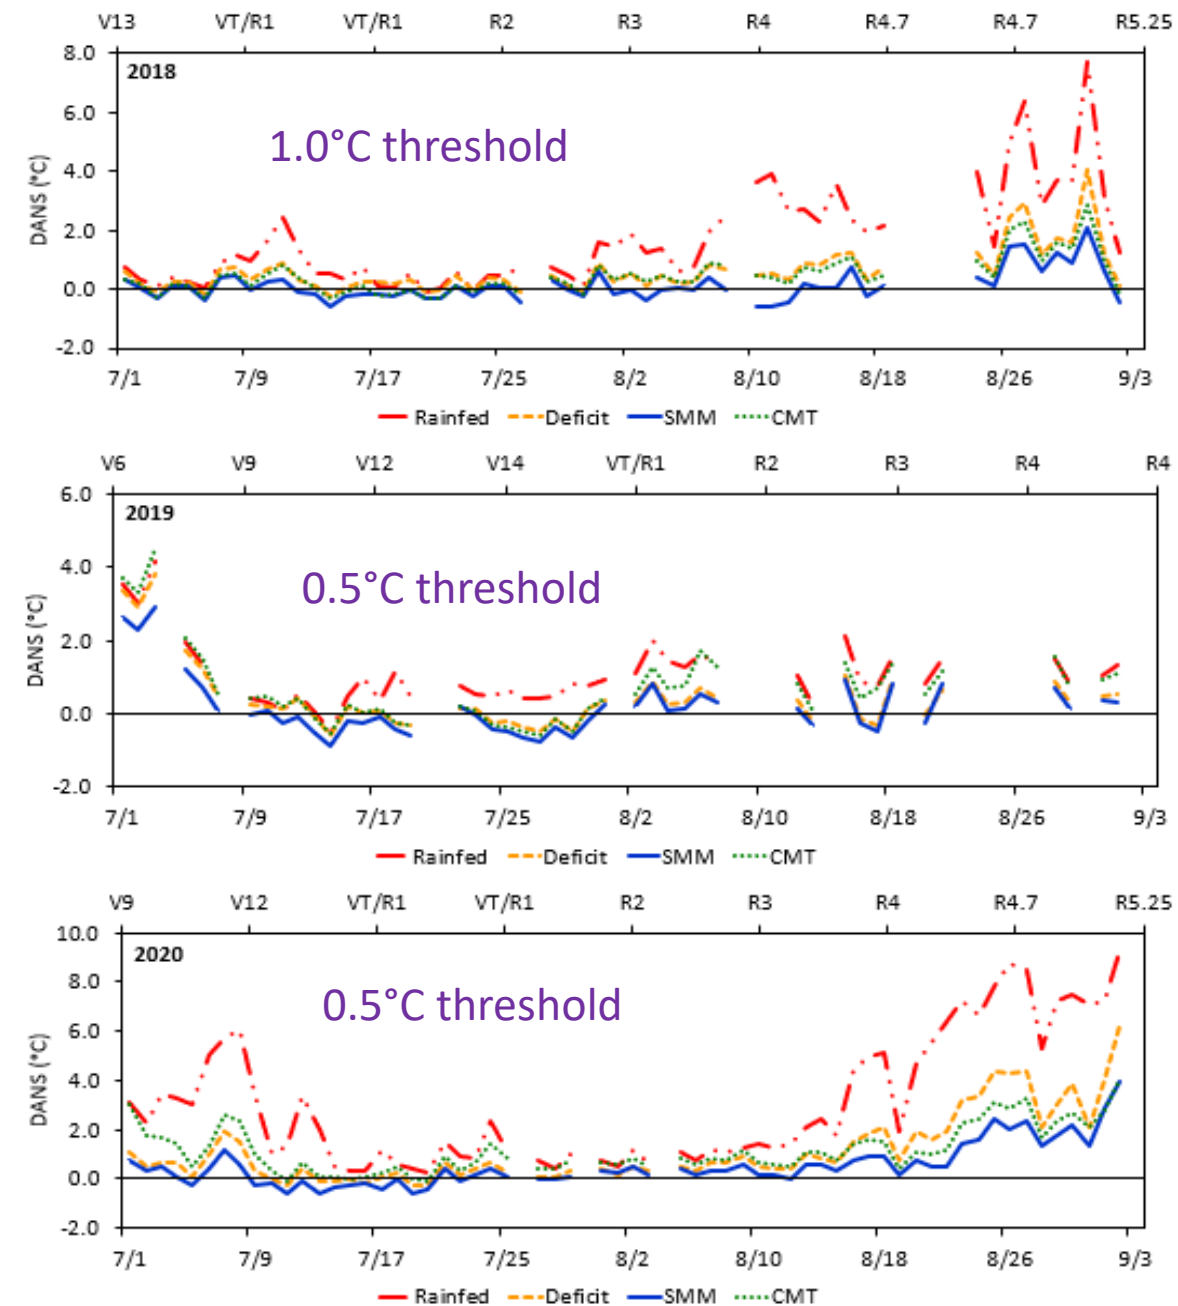 V13 VT/R1 VT/R1 R2 R3 R4 R4.7 R4.7 R5.25
8.0
2018
6.0
1.0°C threshold
4.0
DANS (°C)
2.0
0.0
-2.0
7/1 7/9 7/17 7/25 8/2 8/10 8/18 8/26 9/3
Rainfed Deficit SMM CMT
V6 V9 V12 V14 VT/R1 R2 R3 R4 R4
6.0
2019
4.0
0.5°C threshold
DANS (°C)
2.0
0.0
-2.0
7/1 7/9 7/17 7/25 8/2 8/10 8/18 8/26 9/3
Rainfed Deficit SMM CMT
V9 V12 VT/R1 VT/R1 R2 R3 R4 R4.7 R5.25
10.0
2020
8.0
0.5°C threshold
6.0
DANS (°C)
4.0
2.0
0.0
-2.0
7/1 7/9 7/17 7/25 8/2 8/10 8/18 8/26 9/3
Rainfed Deficit SMM CMT